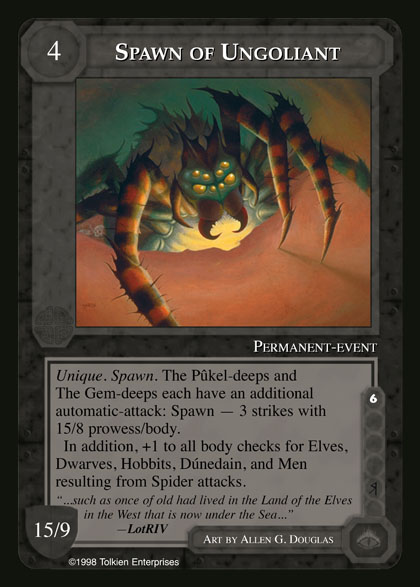 4
SPAWN OF UNGOLIANT
PERMANENT-EVENT
Unique. Spawn. The Pûkel-deeps and
The Gem-deeps each have an additional
automatic-attack: Spawn — 3 strikes with
15/8 prowess/body.
In addition, +1 to all body checks for Elves,
Dwarves, Hobbits, Dúnedain, and Men
resulting from Spider attacks.
“...such as once of old had lived in the Land of the Elves
in the West that is now under the Sea...”
—LotRIV
6
15/9
ART BY ALLEN G. DOUGLAS
©1998 Tolkien Enterprises